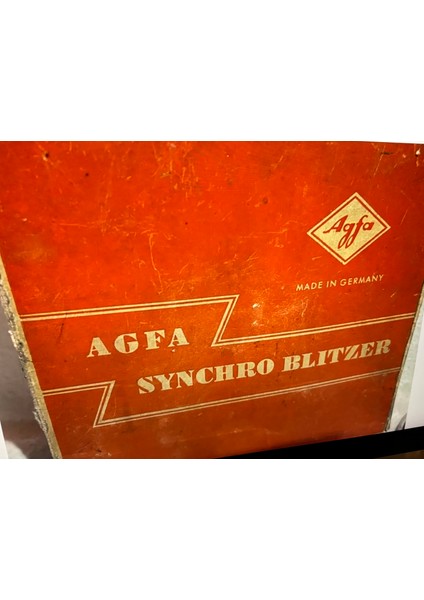 Agfa
MADE IN GERMANY
AGFA
SYNCHRO BLITZER